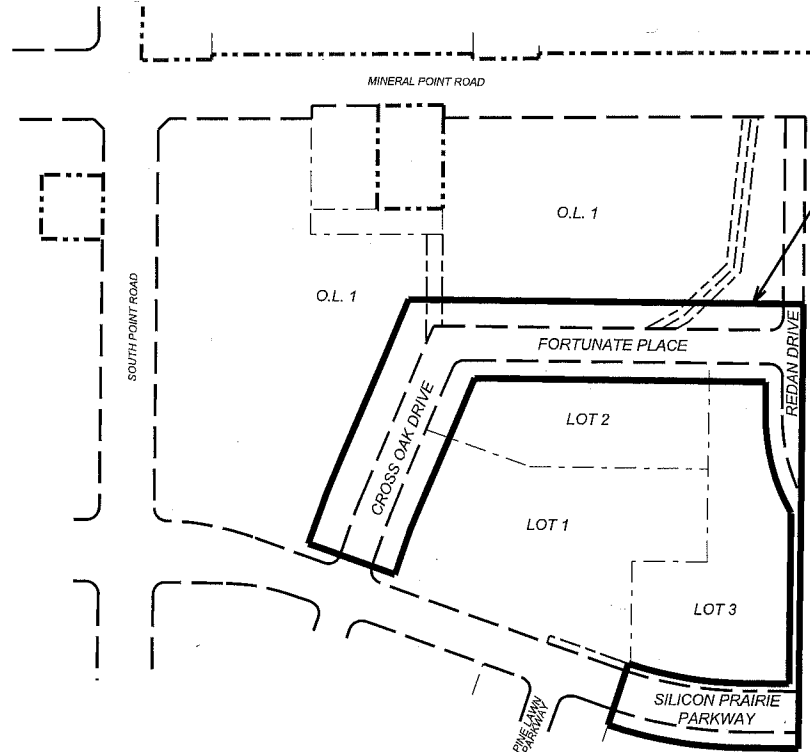 MINERAL POINT ROAD
O.L. 1
O.L. 1
SOUTH POINT ROAD
FORTUNATE PLACE
REDAN DRIVE
CROSS OAK DRIVE
LOT 2
LOT 1
LOT 3
SILICON PRAIRIE
PARKWAY
PINE LAWN
PARKWAY